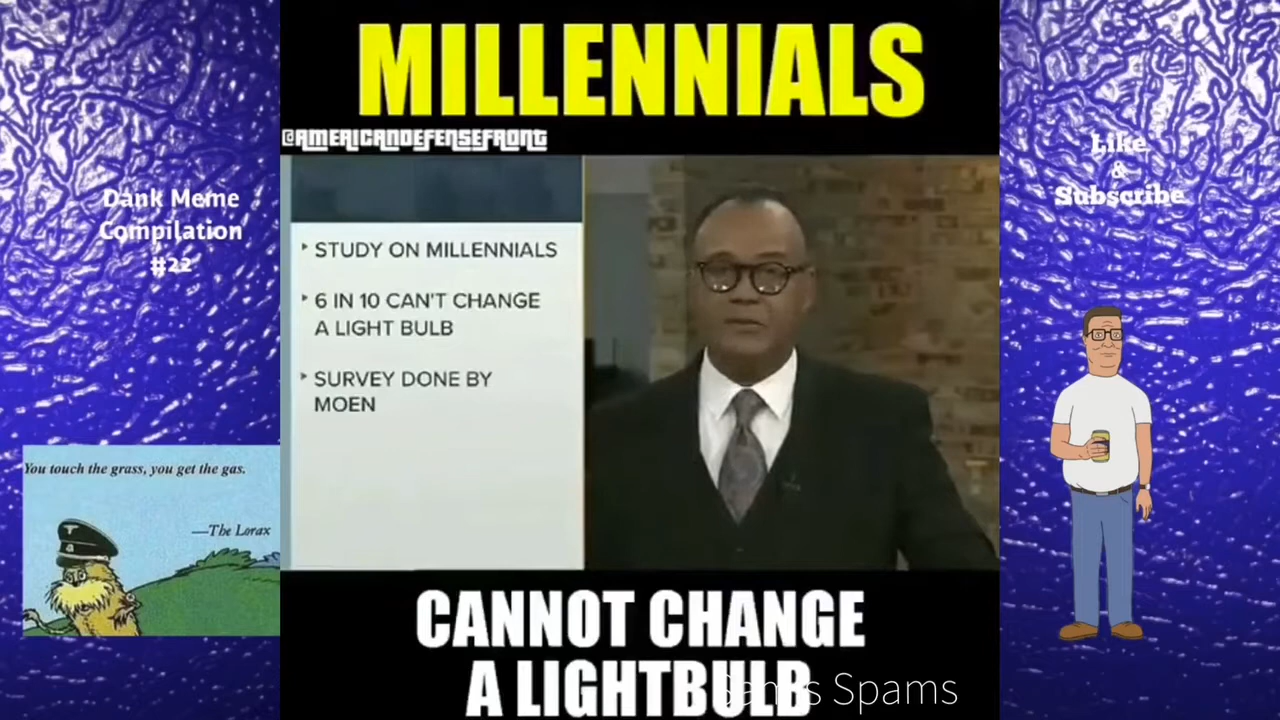 MILLENNIALS
@AMERICANDEFENSEFRONT
Dank Meme
Compilation
#22
Like
&
Subscribe
STUDY ON MILLENNIALS
6 IN 10 CAN'T CHANGE
A LIGHT BULB
SURVEY DONE BY
MOEN
You touch the grass, you get the gas.
—The Lorax
CANNOT CHANGE
A LIGHTBULB
Spams